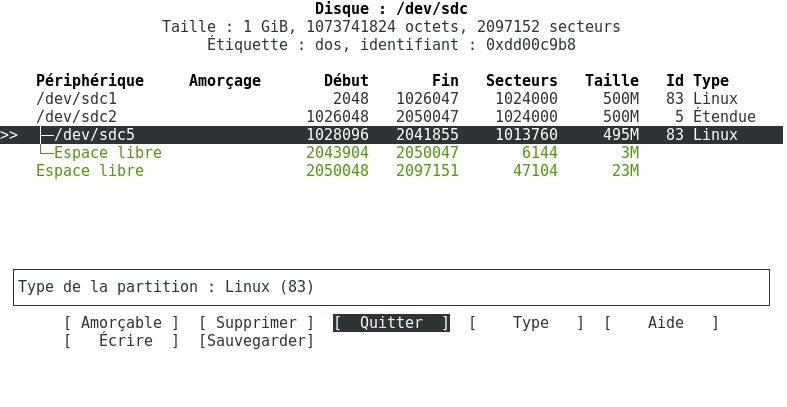 Disque : /dev/sdc
Taille : 1 GiB, 1073741824 octets, 2097152 secteurs
Étiquette : dos, identifiant : 0xdd00c9b8
Périphérique Amorçage Début Fin Secteurs Taille Id Type
/dev/sdc1 2048 1026047 1024000 500M 83 Linux
/dev/sdc2 1026048 2050047 1024000 500M 5 Étendue
>> ├─/dev/sdc5 1028096 2041855 1013760 495M 83 Linux
└─Espace libre 2043904 2050047 6144 3M
Espace libre 2050048 2097151 47104 23M
Type de la partition : Linux (83)
[ Amorçable ] [ Supprimer ] [ Quitter ] [ Type ] [ Aide ]
[ Écrire ] [Sauvegarder]